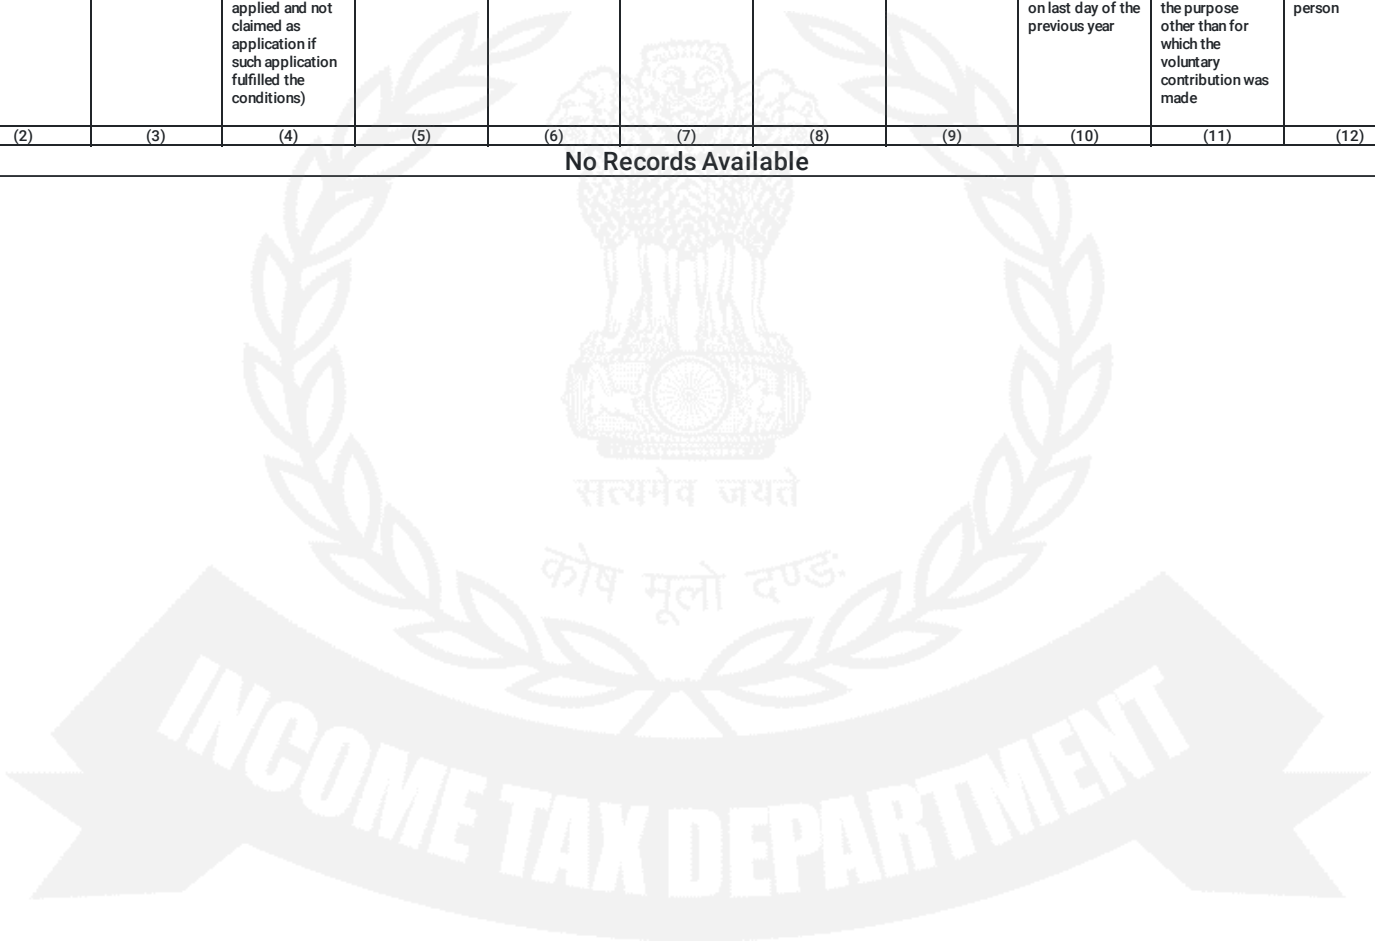 applied and not
claimed as
application if
such application
fulfilled the
conditions)
on last day of the
previous year
the purpose
other than for
which the
voluntary
contribution was
made
person
(2) (3) (4) (5) (6) (7) (8) (9) (10) (11) (12)
No Records Available
सत्यमेव जयते
कोष मूलो दण्डः
INCOME TAX DEPARTMENT